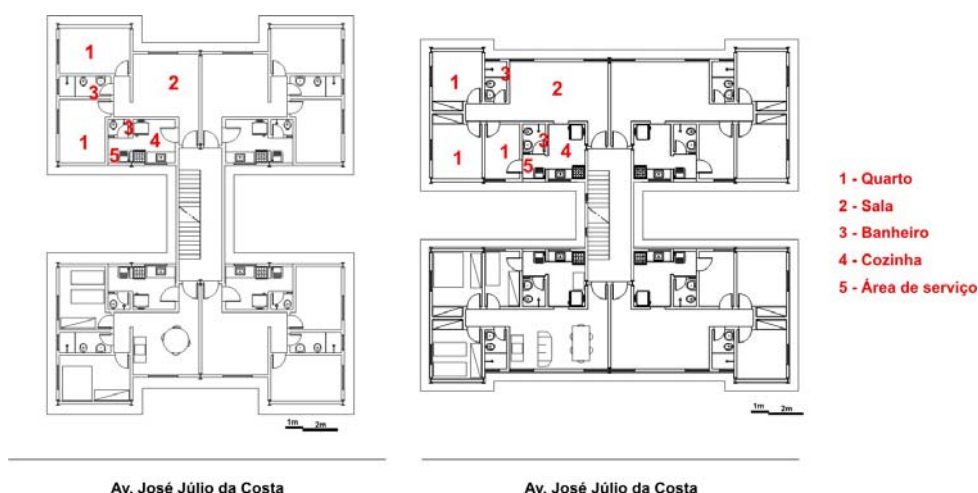 1
3
2
1
3
4
5
1m 2m
Av. José Júlio da Costa
1
3
2
1
1
3
4
5
1m 2m
Av. José Júlio da Costa
1 - Quarto
2 - Sala
3 - Banheiro
4 - Cozinha
5 - Área de serviço